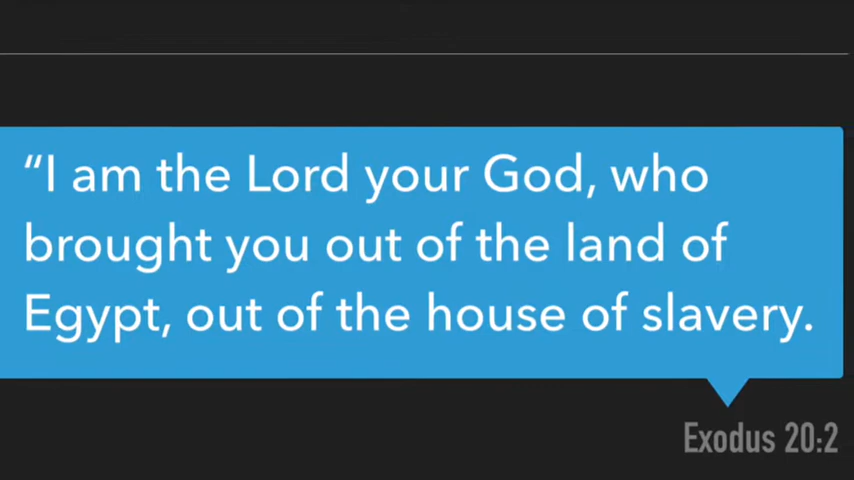 “I am the Lord your God, who
brought you out of the land of
Egypt, out of the house of slavery.
Exodus 20:2